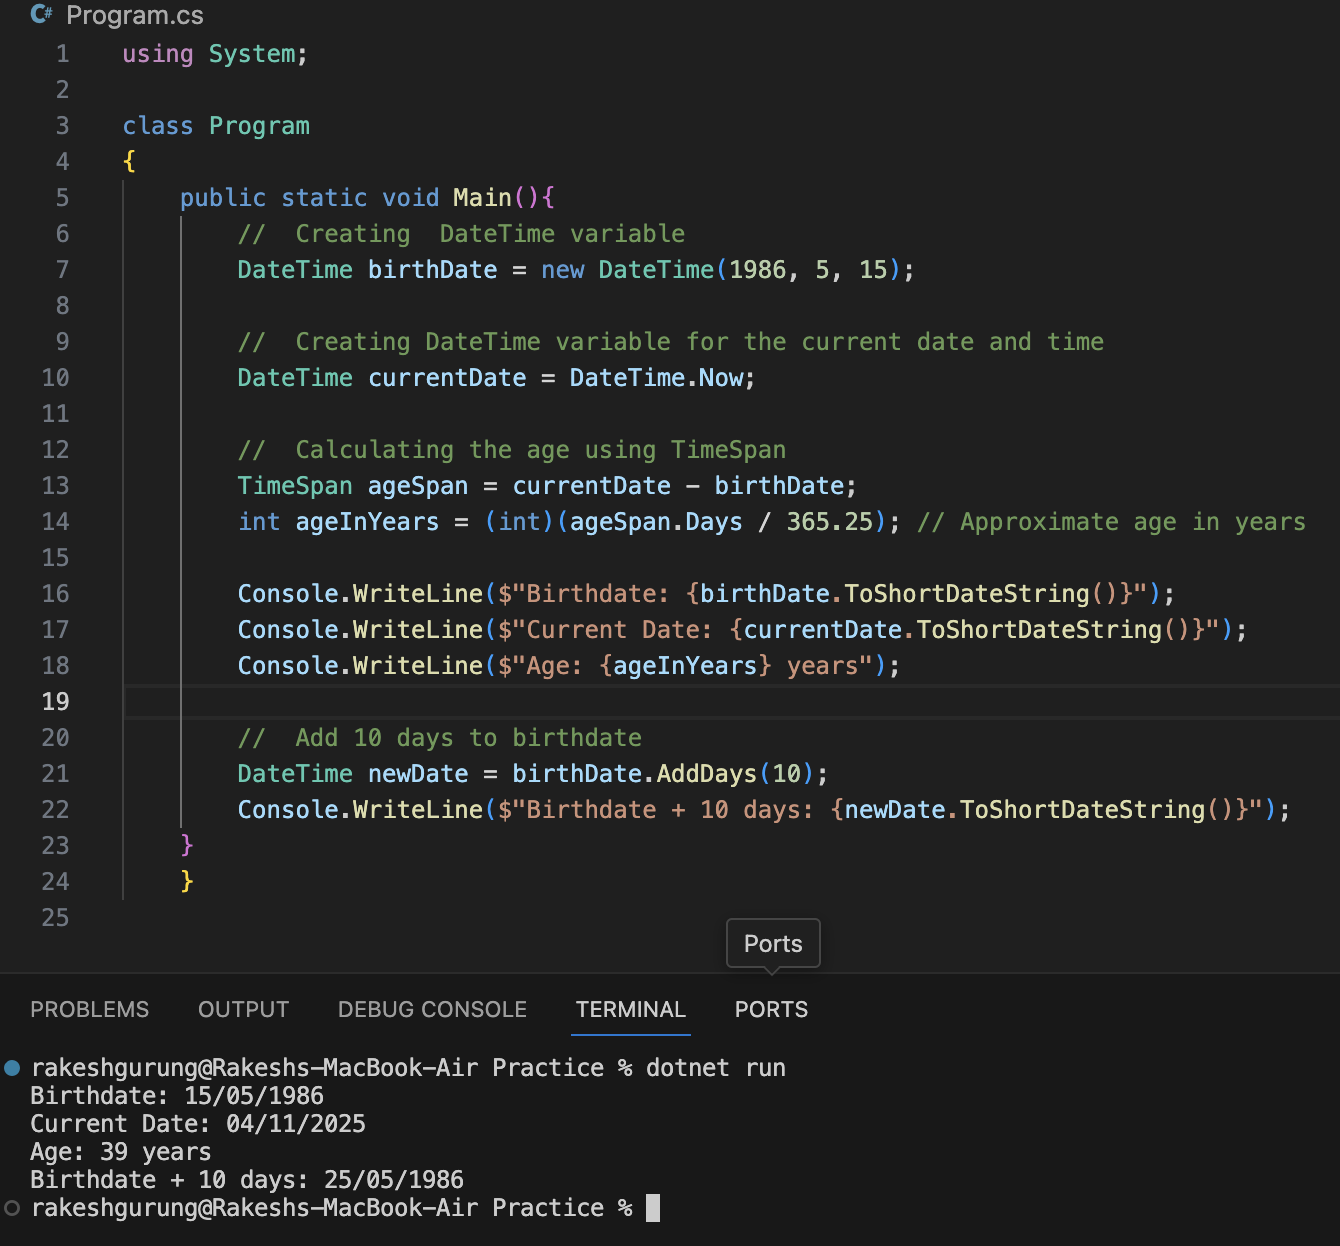 C# Program.cs
1 using System;
2
3 class Program
4 {
5 public static void Main(){
6 //  Creating  DateTime variable
7 DateTime birthDate = new DateTime(1986, 5, 15);
8
9 //  Creating DateTime variable for the current date and time
10 DateTime currentDate = DateTime.Now;
11
12 //  Calculating the age using TimeSpan
13 TimeSpan ageSpan = currentDate - birthDate;
14 int ageInYears = (int)(ageSpan.Days / 365.25); // Approximate age in years
15
16 Console.WriteLine($"Birthdate: {birthDate.ToShortDateString()}");
17 Console.WriteLine($"Current Date: {currentDate.ToShortDateString()}");
18 Console.WriteLine($"Age: {ageInYears} years");
19
20 //  Add 10 days to birthdate
21 DateTime newDate = birthDate.AddDays(10);
22 Console.WriteLine($"Birthdate + 10 days: {newDate.ToShortDateString()}");
23 }
24 }
25
Ports
PROBLEMS OUTPUT DEBUG CONSOLE TERMINAL PORTS
rakeshgurung@Rakeshs-MacBook-Air Practice % dotnet run
Birthdate: 15/05/1986
Current Date: 04/11/2025
Age: 39 years
Birthdate + 10 days: 25/05/1986
rakeshgurung@Rakeshs-MacBook-Air Practice %